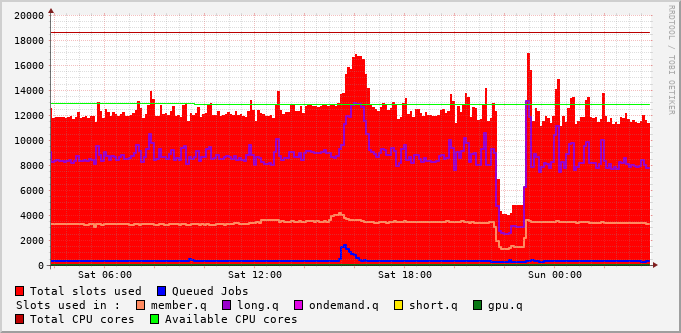 20000
18000
16000
14000
12000
10000
8000
6000
4000
2000
0
Sat 06:00 Sat 12:00 Sat 18:00 Sun 00:00
RRDTOOL / TOBI OETIKER
Total slots used Queued Jobs
Slots used in : member.q long.q ondemand.q short.q gpu.q
Total CPU cores Available CPU cores